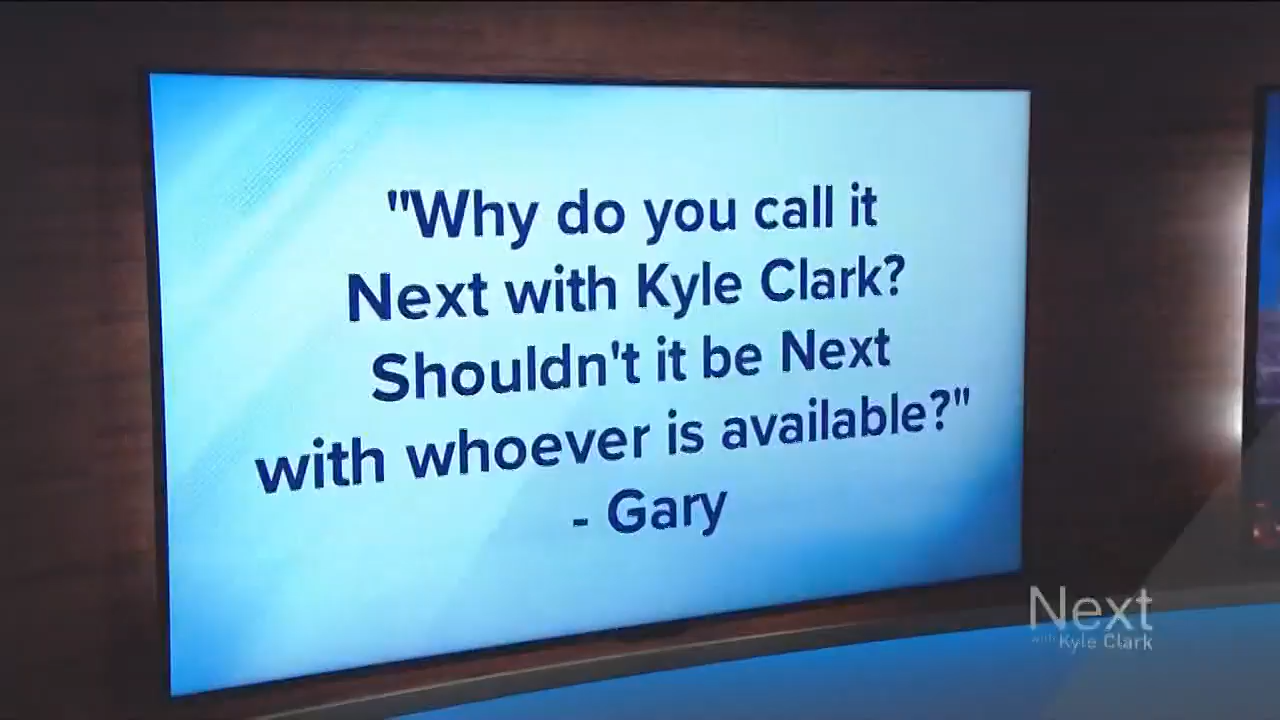 "Why do you call it
Next with Kyle Clark?
Shouldn't it be Next
with whoever is available?"
- Gary
Next
with Kyle Clark